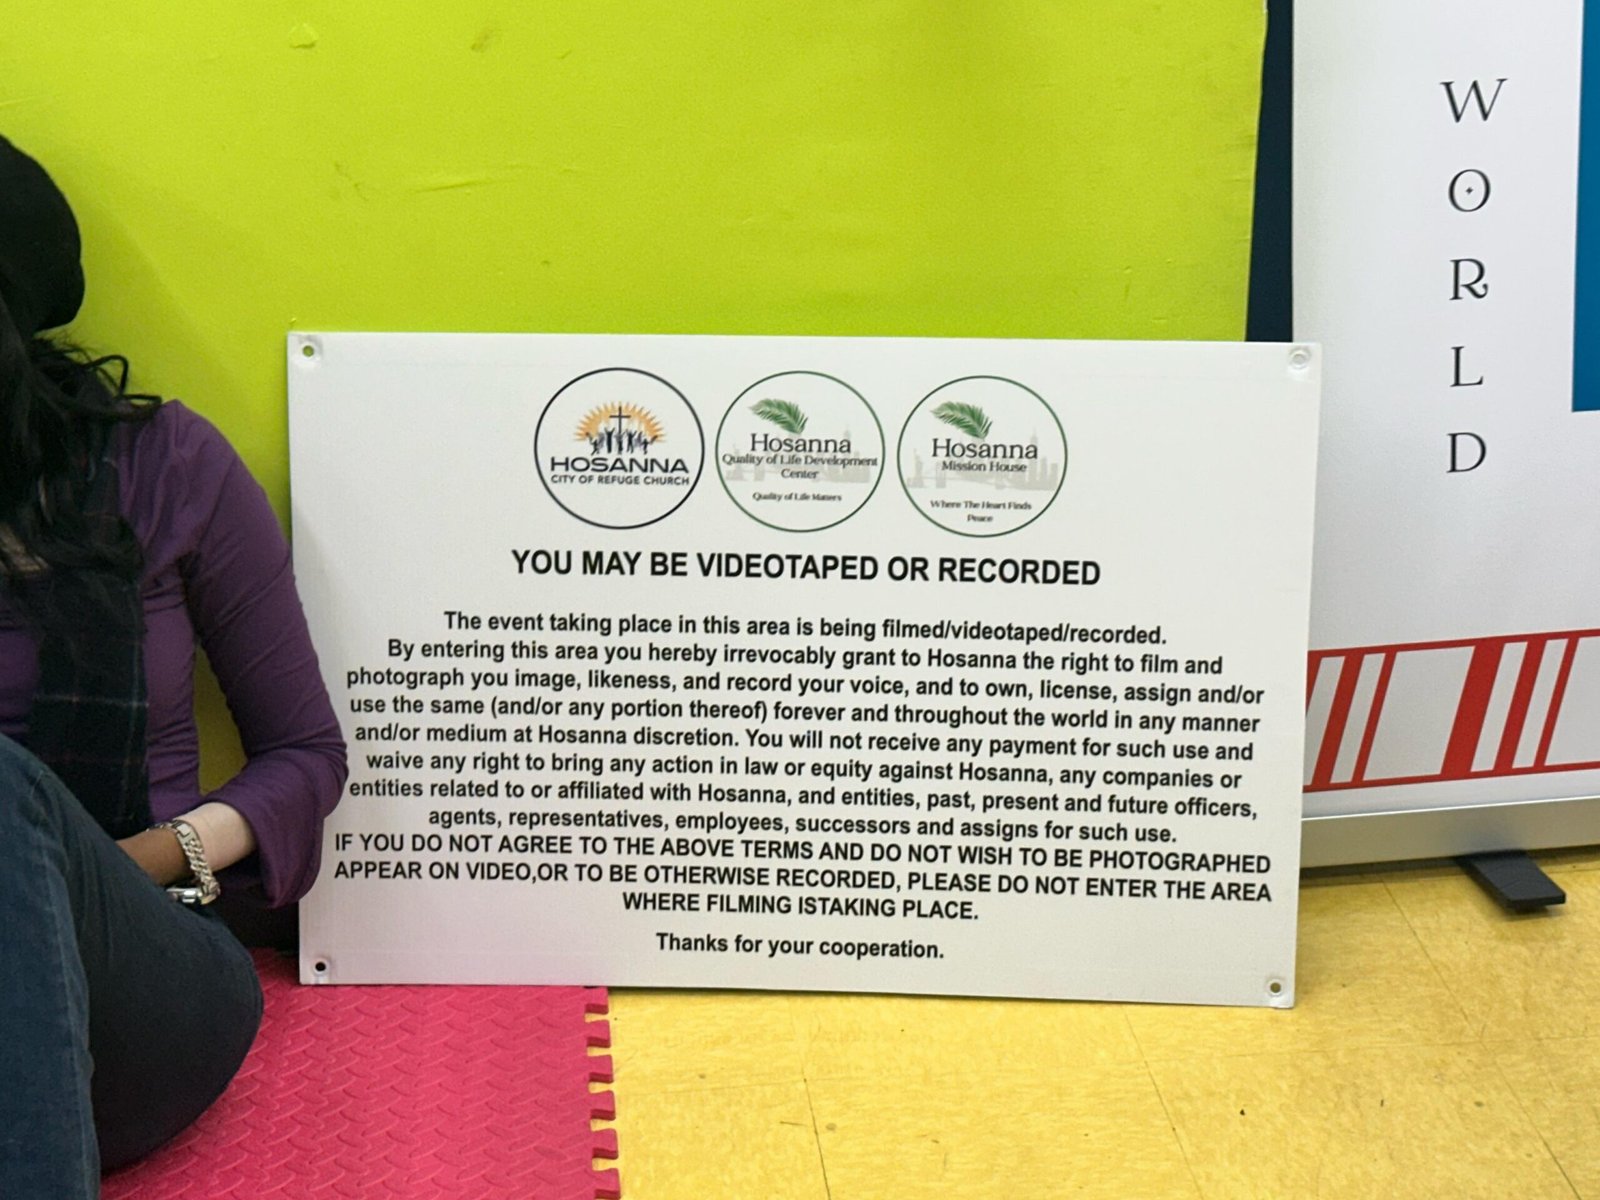 HOSANNA
CITY OF REFUGE CHURCH
Hosanna
Quality of Life Development
Center
Quality of Life Matters
Hosanna
Mission House
Where The Heart Finds
Peace
YOU MAY BE VIDEOTAPED OR RECORDED
The event taking place in this area is being filmed/videotaped/recorded.
By entering this area you hereby irrevocably grant to Hosanna the right to film and
photograph you image, likeness, and record your voice, and to own, license, assign and/or
use the same (and/or any portion thereof) forever and throughout the world in any manner
and/or medium at Hosanna discretion. You will not receive any payment for such use and
waive any right to bring any action in law or equity against Hosanna, any companies or
entities related to or affiliated with Hosanna, and entities, past, present and future officers,
agents, representatives, employees, successors and assigns for such use.
IF YOU DO NOT AGREE TO THE ABOVE TERMS AND DO NOT WISH TO BE PHOTOGRAPHED
APPEAR ON VIDEO,OR TO BE OTHERWISE RECORDED, PLEASE DO NOT ENTER THE AREA
WHERE FILMING ISTAKING PLACE.
Thanks for your cooperation.
WORLD